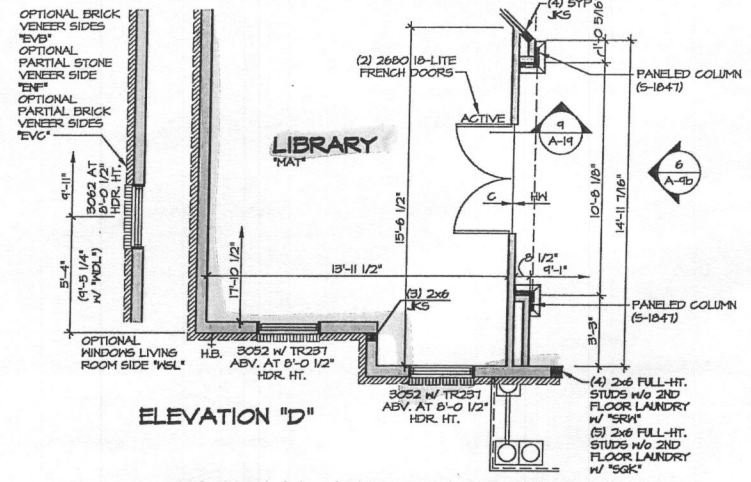 OPTIONAL BRICK
VENEER SIDES
"EVB"
OPTIONAL
PARTIAL STONE
VENEER SIDE
"ENF"
OPTIONAL
PARTIAL BRICK
VENEER SIDES
"EVC"
9'-11"
3062 AT
8'-0 1/2"
HDR. HT.
5'-4"
(9'-5 1/4"
W/ "WDL")
OPTIONAL
WINDOWS LIVING
ROOM SIDE "WSL"
H.B.
3052 W/ TR237
ABV. AT 8'-0 1/2"
HDR. HT.
17'-10 1/2"
13'-11 1/2"
LIBRARY
"MAT"
(3) 2x6
JKS
15'-6 1/2"
(2) 2680 18-LITE
FRENCH DOORS
ACTIVE
C
HW
(4) STP
JKS
1'-0 5/16"
PANELED COLUMN
(S-1847)
9
A-19
6
A-9b
10'-8 1/8"
14'-11 7/16"
8 1/2"
9'-1"
PANELED COLUMN
(S-1847)
3'-3"
3052 W/ TR237
ABV. AT 8'-0 1/2"
HDR. HT.
(4) 2x6 FULL-HT.
STUDS w/o 2ND
FLOOR LAUNDRY
W/ "SRW"
(5) 2x6 FULL-HT.
STUDS w/o 2ND
FLOOR LAUNDRY
W/ "SGK"
ELEVATION "D"